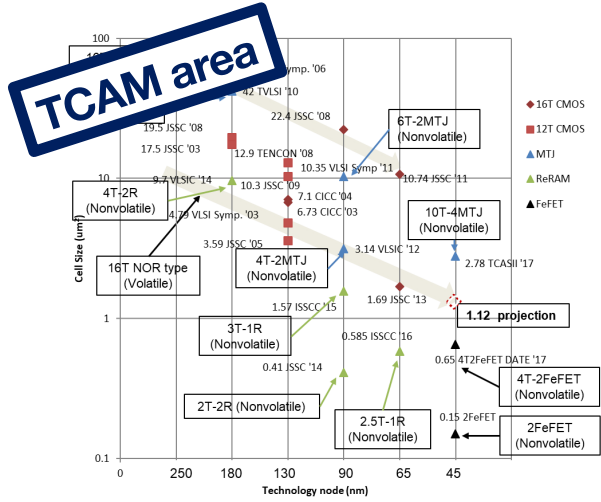 100
TCAM area
Symp. '06
42 TVLSI '10
22.4 JSSC '08
6T-2MTJ
(Nonvolatile)
16T CMOS
12T CMOS
MTJ
ReRAM
FeFET
19.5 JSSC '08
17.5 JSSC '03
12.9 TENCON '08
10.35 VLSI Symp '11
10.74 JSSC '11
10
9.7 VLSIC '14
10.3 JSSC '09
4T-2R
(Nonvolatile)
7.1 CICC '04
6.73 CICC '03
10T-4MTJ
(Nonvolatile)
4.79 VLSI Symp. '03
3.59 JSSC '05
Cell Size (um²)
16T NOR type
(Volatile)
4T-2MTJ
(Nonvolatile)
3.14 VLSIC '12
2.78 TCASII '17
1.57 ISSCC '15
1.69 JSSC '13
1.12 projection
1
3T-1R
(Nonvolatile)
0.585 ISSCC '16
0.41 JSSC '14
0.65 4T2FeFET DATE '17
4T-2FeFET
(Nonvolatile)
2T-2R (Nonvolatile)
2.5T-1R
(Nonvolatile)
0.15 2FeFET
2FeFET
(Nonvolatile)
0.1
0 250 180 130 90 65 45
Technology node (nm)